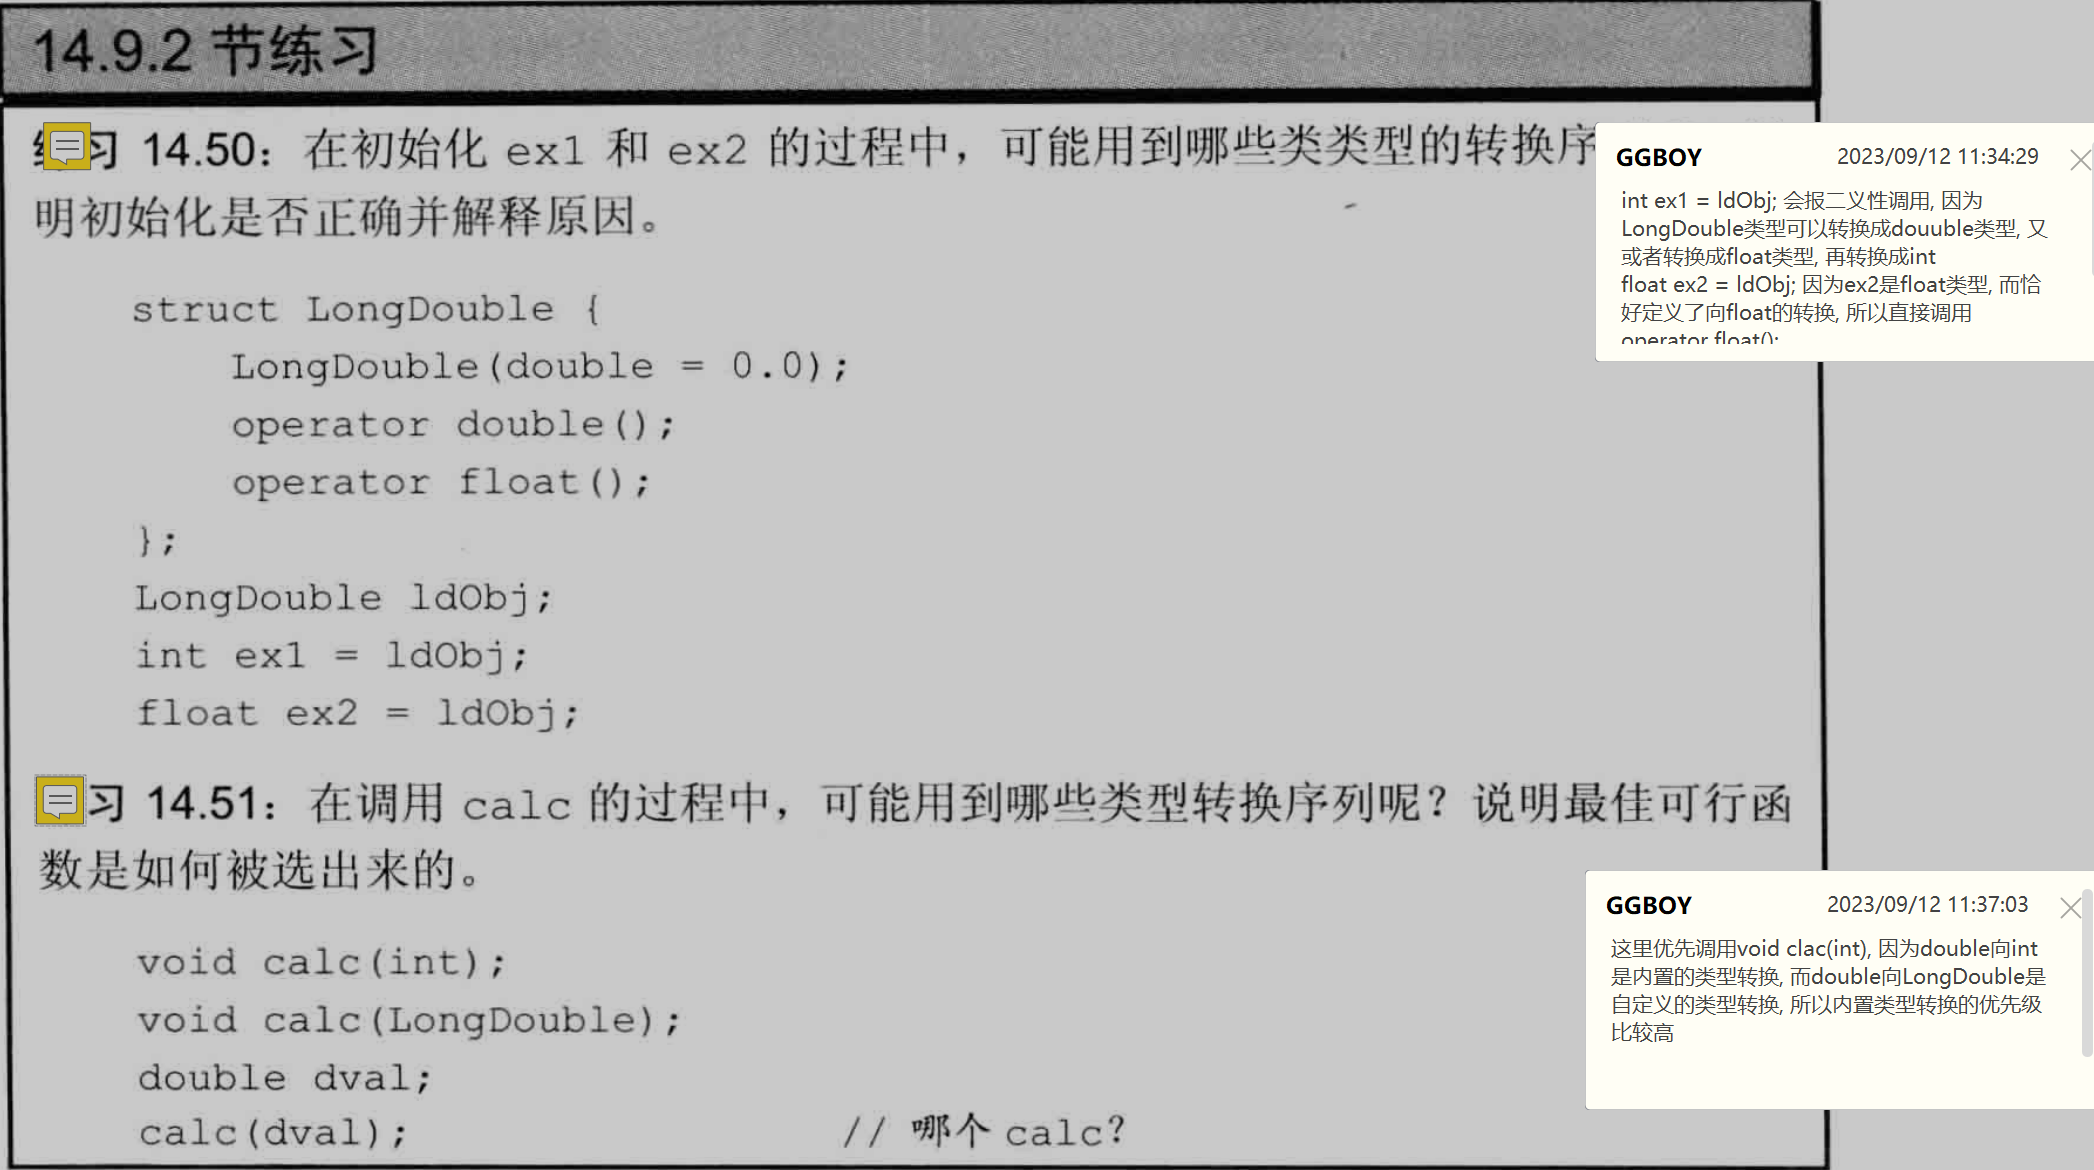 14.9.2 节练习
习 14.50：在初始化 ex1 和 ex2 的过程中，可能用到哪些类类型的转换序
明初始化是否正确并解释原因。
struct LongDouble {
LongDouble(double = 0.0);
operator double();
operator float();
};
LongDouble ldObj;
int ex1 = ldObj;
float ex2 = ldObj;
习 14.51：在调用 calc 的过程中，可能用到哪些类型转换序列呢？说明最佳可行函
数是如何被选出来的。
void calc(int);
void calc(LongDouble);
double dval;
calc(dval); // 哪个 calc?
GGBOY 2023/09/12 11:34:29
int ex1 = ldObj; 会报二义性调用, 因为
LongDouble类型可以转换成douuble类型, 又
或者转换成float类型, 再转换成int
float ex2 = ldObj; 因为ex2是float类型, 而恰
好定义了向float的转换, 所以直接调用
operator float();
GGBOY 2023/09/12 11:37:03
这里优先调用void clac(int), 因为double向int
是内置的类型转换, 而double向LongDouble是
自定义的类型转换, 所以内置类型转换的优先级
比较高